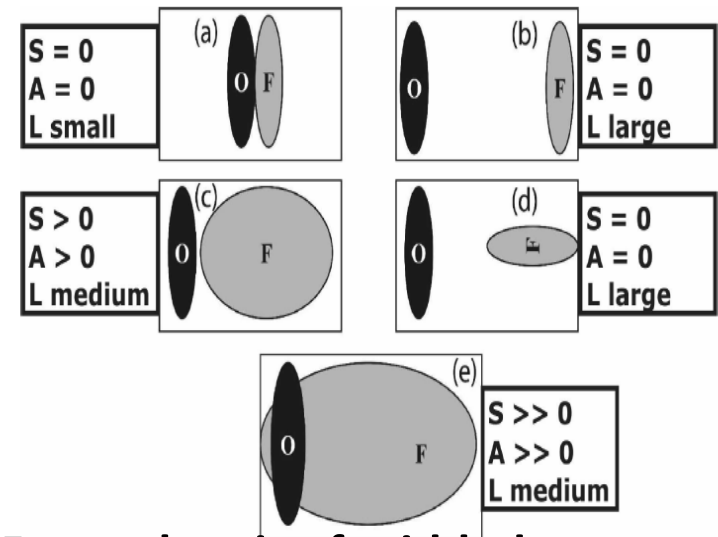 S = 0
A = 0
L small
(a)
O F
(b)
O F
S = 0
A = 0
L large
S > 0
A > 0
L medium
(c)
O F
(d)
O F
S = 0
A = 0
L large
(e)
O F
S >> 0
A >> 0
L medium